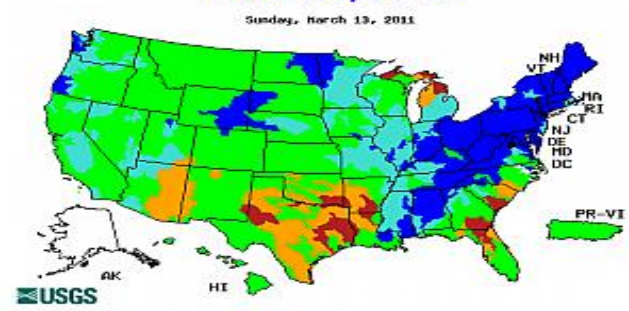 Sunday, March 13, 2011
NH
VT
MA
RI
CT
NJ
DE
MD
DC
PR-VI
AK
HI
USGS